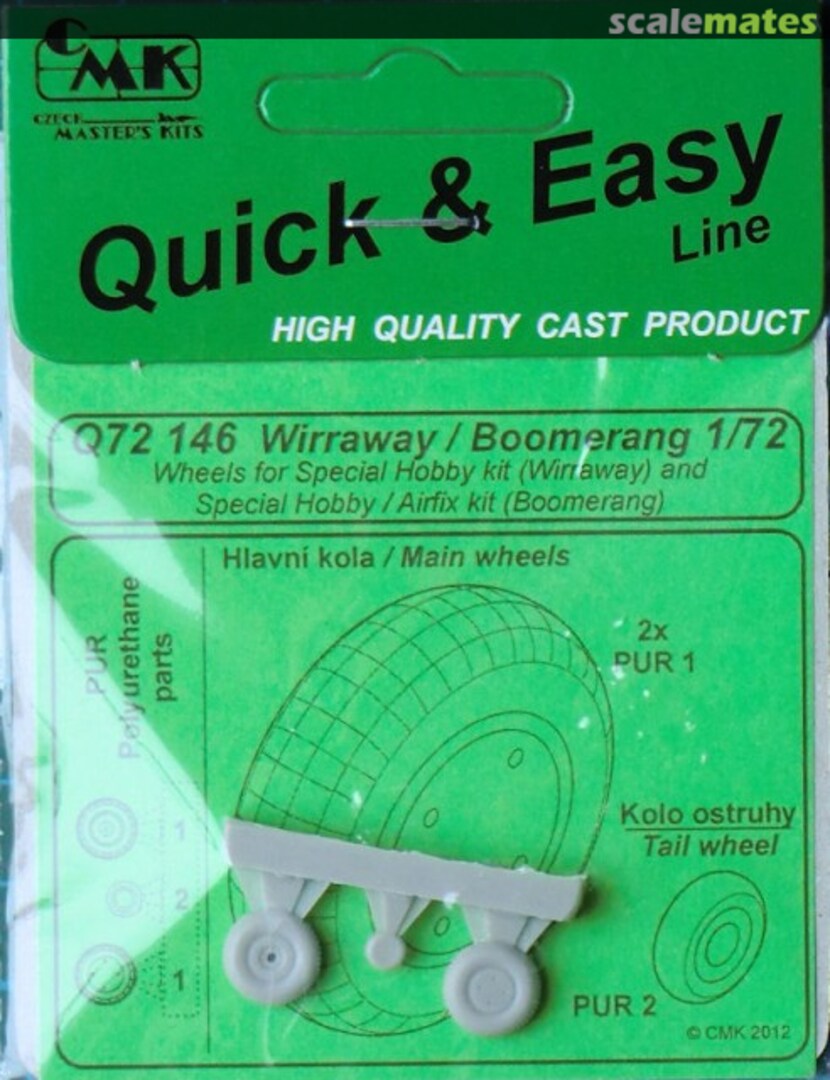 scalemates
CMK
CZECH
MASTER'S KITS
Quick & Easy
Line
HIGH QUALITY CAST PRODUCT
Q72 146 Wirraway / Boomerang 1/72
Wheels for Special Hobby kit (Wirraway) and
Special Hobby / Airfix kit (Boomerang)
Hlavní kola / Main wheels
PUR
Polyurethane
parts
2x
PUR 1
1
2
1
Kolo ostruhy
Tail wheel
PUR 2
© CMK 2012